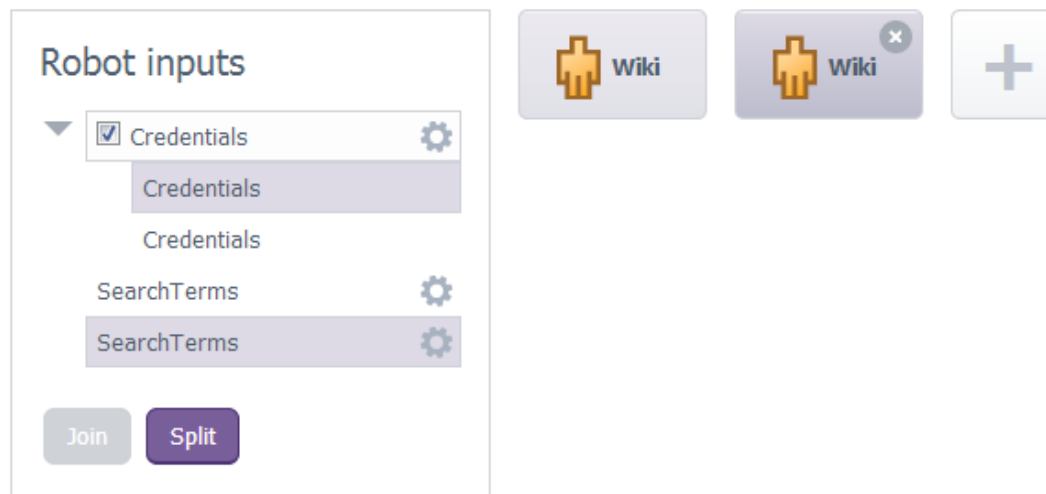 Robot inputs
Credentials
Credentials
Credentials
SearchTerms
SearchTerms
Join
Split
Wiki
Wiki